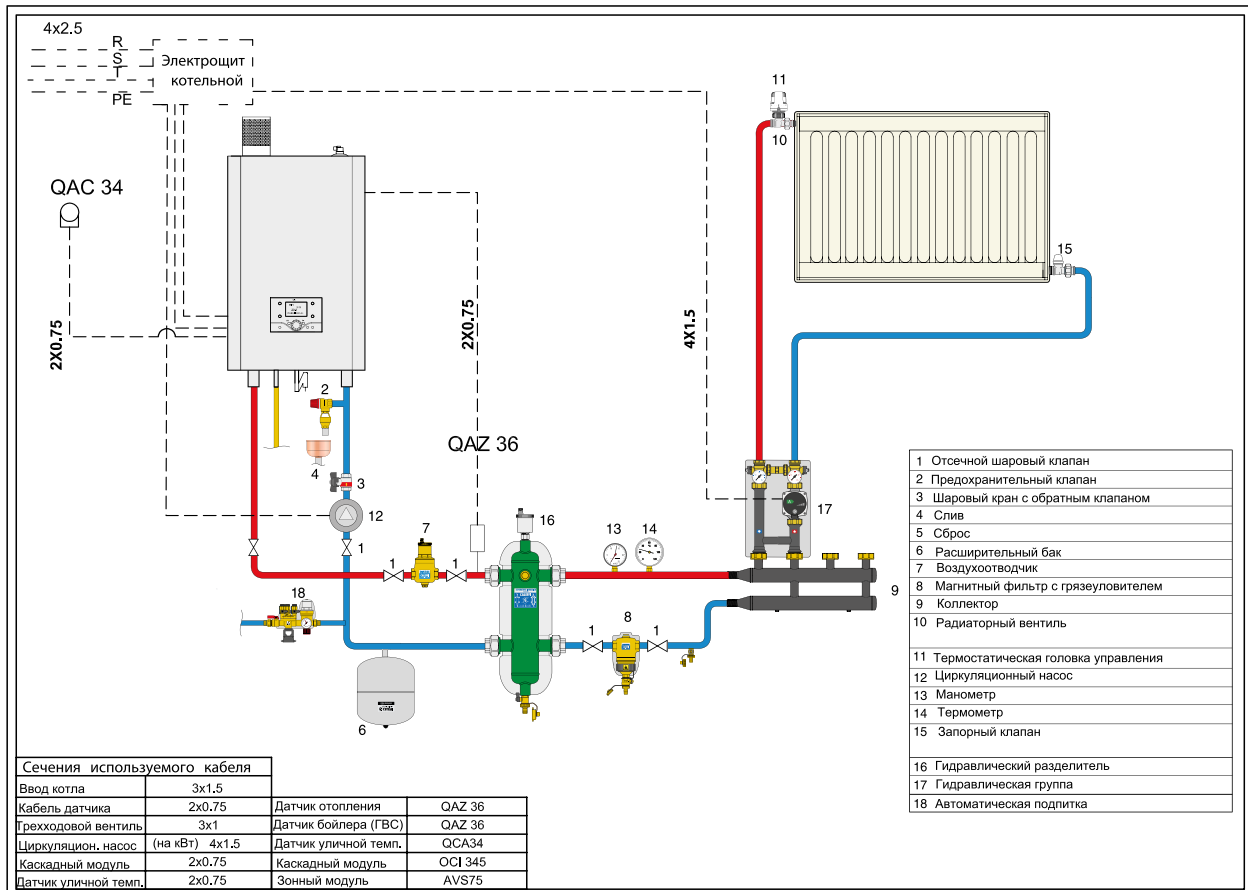 4x2.5
R
S
T
PE
Электрощит
котельной
QAC 34
2X0.75
2X0.75
4X1.5
11
10
15
2
4
3
12
1
QAZ 36
7
1
1
16
13
14
17
9
18
6
1
8
1
1 Отсечной шаровый клапан
2 Предохранительный клапан
3 Шаровый кран с обратным клапаном
4 Слив
5 Сброс
6 Расширительный бак
7 Воздухоотводчик
8 Магнитный фильтр с грязеуловителем
9 Коллектор
10 Радиаторный вентиль
11 Термостатическая головка управления
12 Циркуляционный насос
13 Манометр
14 Термометр
15 Запорный клапан
16 Гидравлический разделитель
17 Гидравлическая группа
18 Автоматическая подпитка
Сечения используемого кабеля
Ввод котла 3x1.5
Кабель датчика 2x0.75 Датчик отопления QAZ 36
Трехходовой вентиль 3x1 Датчик бойлера (ГВС) QAZ 36
Циркуляцион. насос (на кВт) 4x1.5 Датчик уличной темп. QCA34
Каскадный модуль 2x0.75 Каскадный модуль OCI 345
Датчик уличной темп. 2x0.75 Зонный модуль AVS75